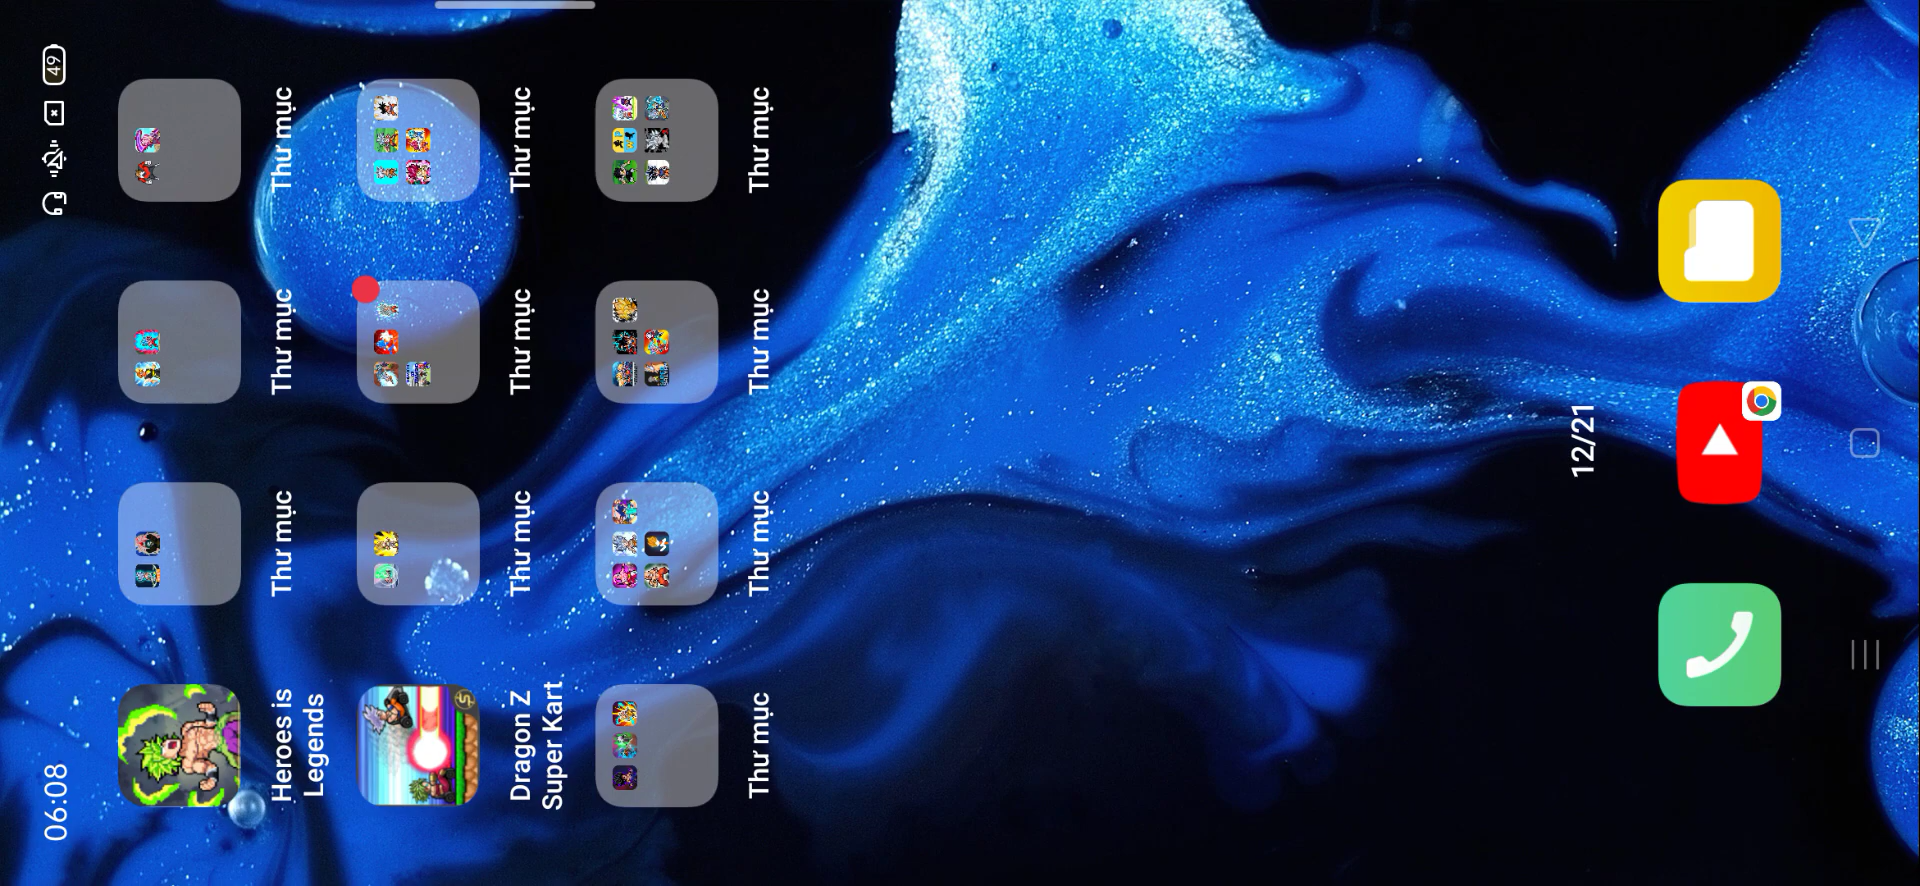 06:08
49
Heroes is
Legends
Thư mục
Thư mục
Thư mục
Dragon Z
Super Kart
Thư mục
Thư mục
Thư mục
Thư mục
Thư mục
Thư mục
Thư mục
12/21